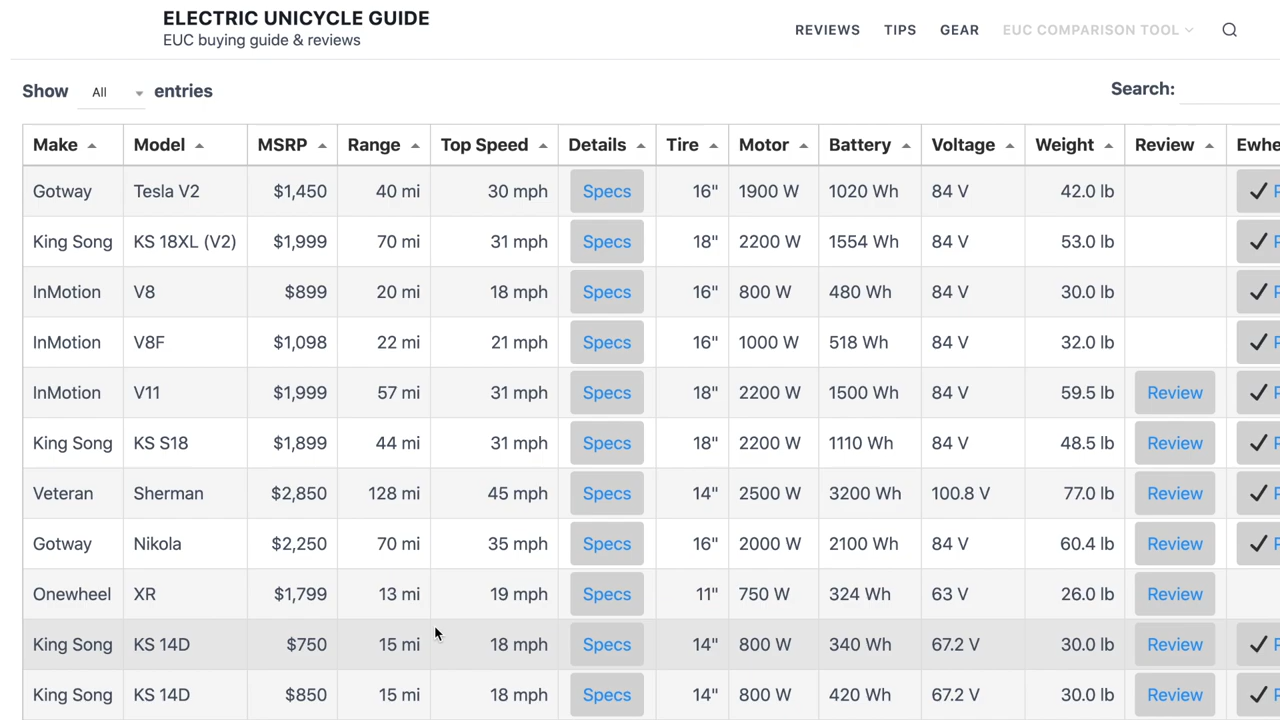 ELECTRIC UNICYCLE GUIDE
EUC buying guide & reviews
REVIEWS TIPS GEAR EUC COMPARISON TOOL
Show All entries Search:
Make Model MSRP Range Top Speed Details Tire Motor Battery Voltage Weight Review Ewhe
Gotway Tesla V2 $1,450 40 mi 30 mph Specs 16" 1900 W 1020 Wh 84 V 42.0 lb
King Song KS 18XL (V2) $1,999 70 mi 31 mph Specs 18" 2200 W 1554 Wh 84 V 53.0 lb
InMotion V8 $899 20 mi 18 mph Specs 16" 800 W 480 Wh 84 V 30.0 lb
InMotion V8F $1,098 22 mi 21 mph Specs 16" 1000 W 518 Wh 84 V 32.0 lb
InMotion V11 $1,999 57 mi 31 mph Specs 18" 2200 W 1500 Wh 84 V 59.5 lb Review
King Song KS S18 $1,899 44 mi 31 mph Specs 18" 2200 W 1110 Wh 84 V 48.5 lb Review
Veteran Sherman $2,850 128 mi 45 mph Specs 14" 2500 W 3200 Wh 100.8 V 77.0 lb Review
Gotway Nikola $2,250 70 mi 35 mph Specs 16" 2000 W 2100 Wh 84 V 60.4 lb Review
Onewheel XR $1,799 13 mi 19 mph Specs 11" 750 W 324 Wh 63 V 26.0 lb Review
King Song KS 14D $750 15 mi 18 mph Specs 14" 800 W 340 Wh 67.2 V 30.0 lb Review
King Song KS 14D $850 15 mi 18 mph Specs 14" 800 W 420 Wh 67.2 V 30.0 lb Review